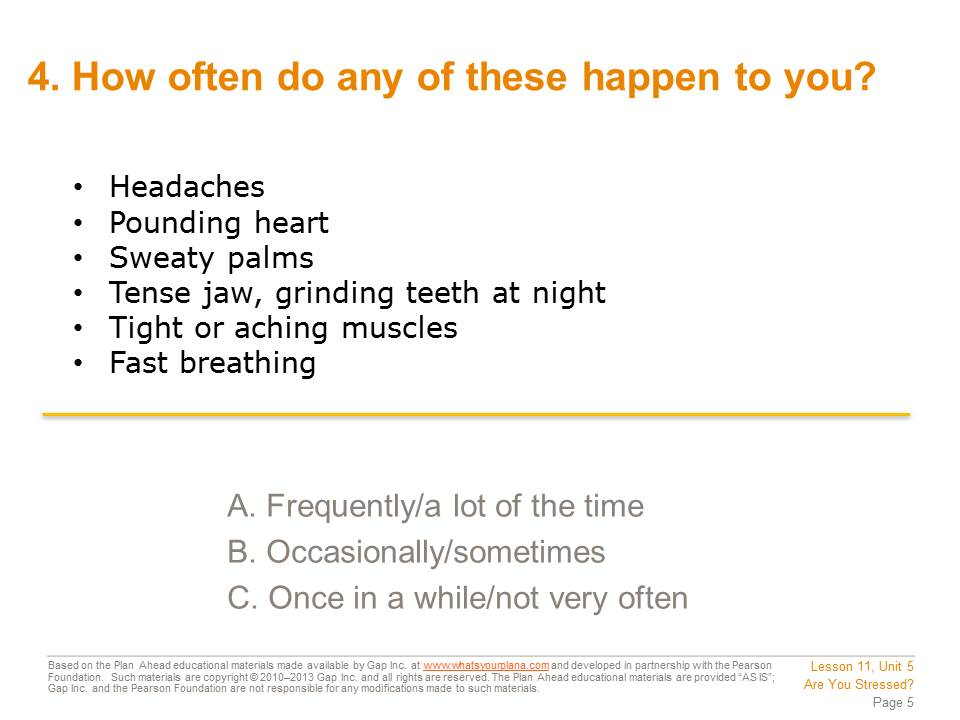 4. How often do any of these happen to you?
• Headaches
• Pounding heart
• Sweaty palms
• Tense jaw, grinding teeth at night
• Tight or aching muscles
• Fast breathing
A. Frequently/a lot of the time
B. Occasionally/sometimes
C. Once in a while/not very often
Based on the Plan Ahead educational materials made available by Gap Inc. at www.whatsyourplana.com and developed in partnership with the Pearson
Foundation. Such materials are copyright © 2010–2013 Gap Inc. and all rights are reserved. The Plan Ahead educational materials are provided “AS IS”;
Gap Inc. and the Pearson Foundation are not responsible for any modifications made to such materials.
Lesson 11, Unit 5
Are You Stressed?
Page 5